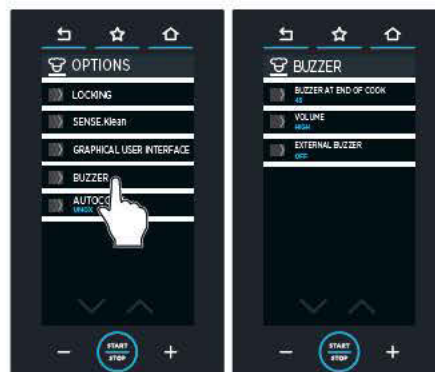 OPTIONS
LOCKING
SENSE.Klean
GRAPHICAL USER INTERFACE
BUZZER
UNOX
START
STOP
BUZZER
BUZZER AT END OF COOK
VOLUME
HIGH
EXTERNAL BUZZER
OFF
START
STOP